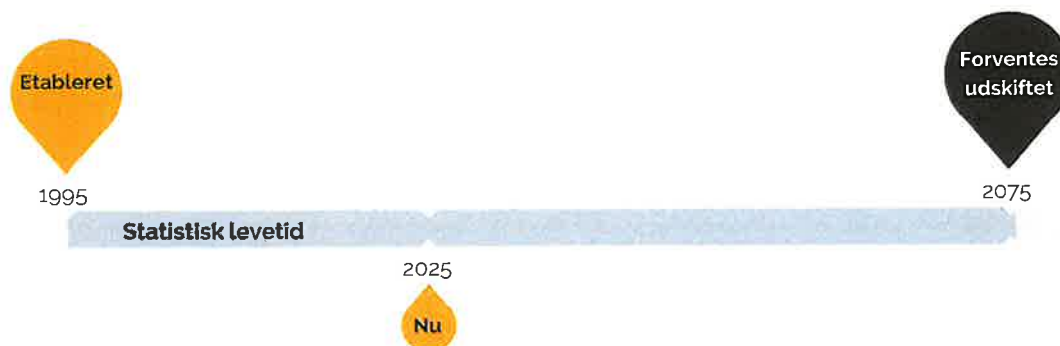 Etableret
Forventes
udskiftet
1995
2075
Statistisk levetid
2025
Nu